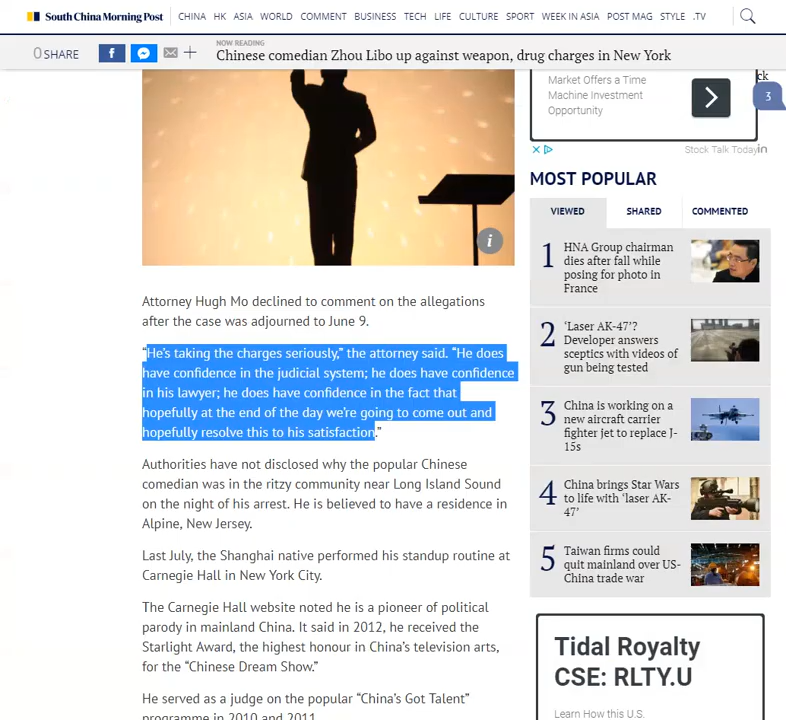 South China Morning Post
CHINA HK ASIA WORLD COMMENT BUSINESS TECH LIFE CULTURE SPORT WEEK IN ASIA POST MAG STYLE .TV
0 SHARE
NOW READING
Chinese comedian Zhou Libo up against weapon, drug charges in New York
Attorney Hugh Mo declined to comment on the allegations
after the case was adjourned to June 9.
“He’s taking the charges seriously,” the attorney said. “He does
have confidence in the judicial system; he does have confidence
in his lawyer; he does have confidence in the fact that
hopefully at the end of the day we’re going to come out and
hopefully resolve this to his satisfaction.”
Authorities have not disclosed why the popular Chinese
comedian was in the ritzy community near Long Island Sound
on the night of his arrest. He is believed to have a residence in
Alpine, New Jersey.
Last July, the Shanghai native performed his standup routine at
Carnegie Hall in New York City.
The Carnegie Hall website noted he is a pioneer of political
parody in mainland China. It said in 2012, he received the
Starlight Award, the highest honour in China’s television arts,
for the “Chinese Dream Show.”
He served as a judge on the popular “China’s Got Talent”
programme in 2010 and 2011.
Market Offers a Time
Machine Investment
Opportunity
ck
3
Stock Talk Today
in
MOST POPULAR
VIEWED SHARED COMMENTED
1 HNA Group chairman
dies after fall while
posing for photo in
France
2 ‘Laser AK-47’?
Developer answers
sceptics with videos of
gun being tested
3 China is working on a
new aircraft carrier
fighter jet to replace J-
15s
4 China brings Star Wars
to life with ‘laser AK-
47’
5 Taiwan firms could
quit mainland over US-
China trade war
Tidal Royalty
CSE: RLTY.U
Learn How this U.S.